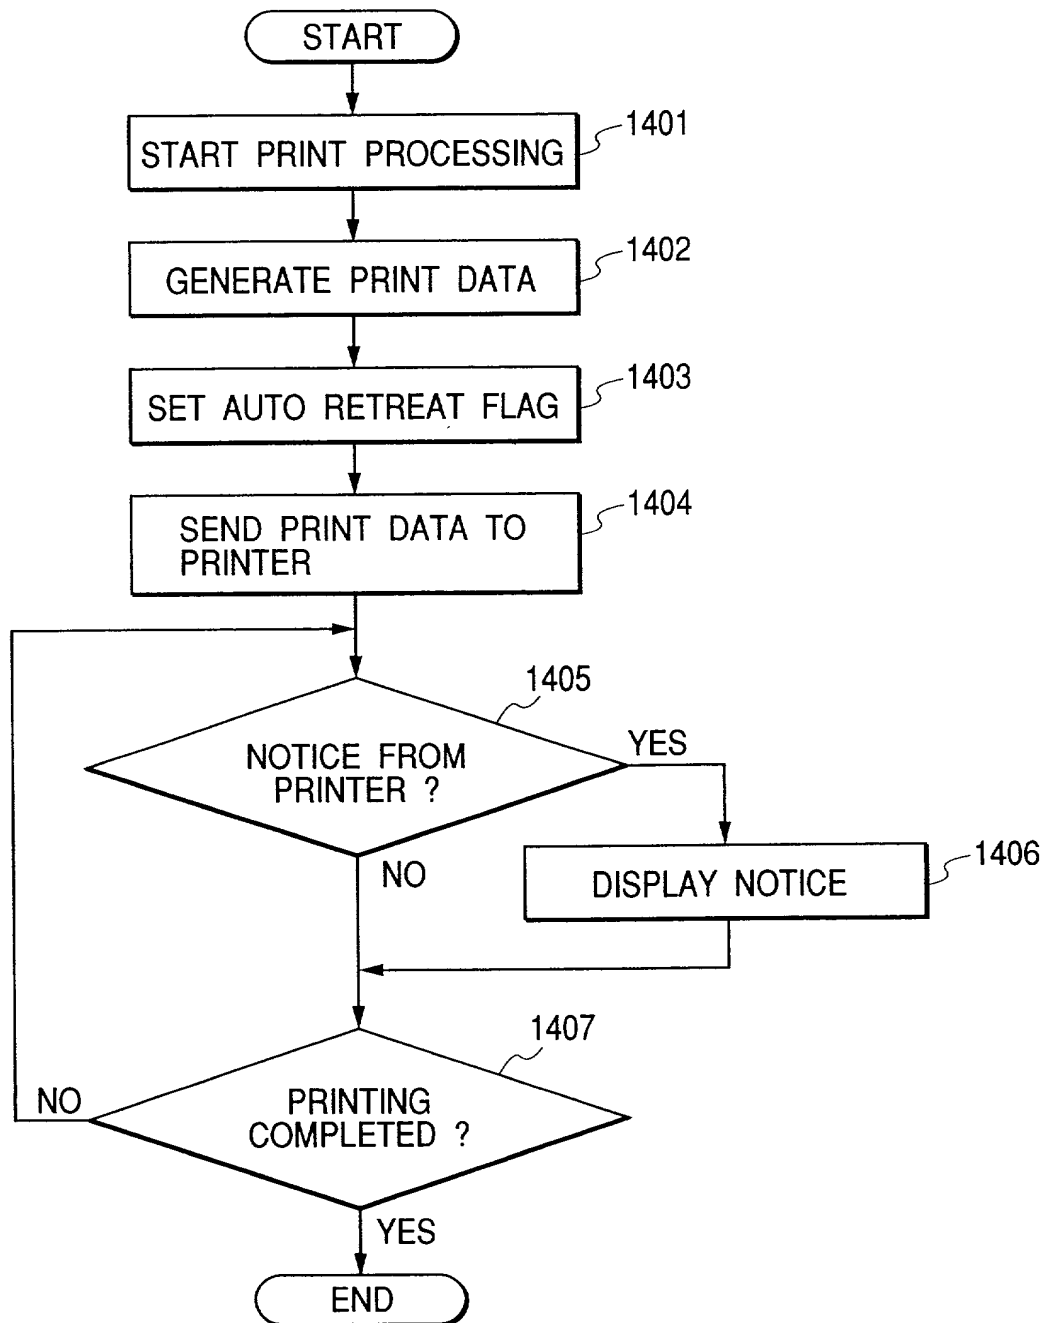 START
1401
START PRINT PROCESSING
1402
GENERATE PRINT DATA
1403
SET AUTO RETREAT FLAG
1404
SEND PRINT DATA TO
PRINTER
1405
NOTICE FROM
PRINTER ?
YES
NO
1406
DISPLAY NOTICE
1407
PRINTING
COMPLETED ?
NO
YES
END